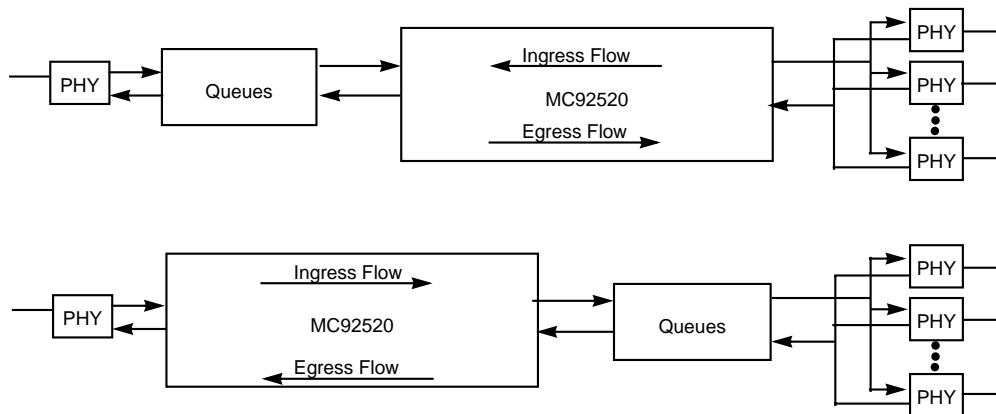 PHY
Queues
Ingress Flow
MC92520
Egress Flow
PHY
PHY
PHY
PHY
Ingress Flow
MC92520
Egress Flow
Queues
PHY
PHY
PHY